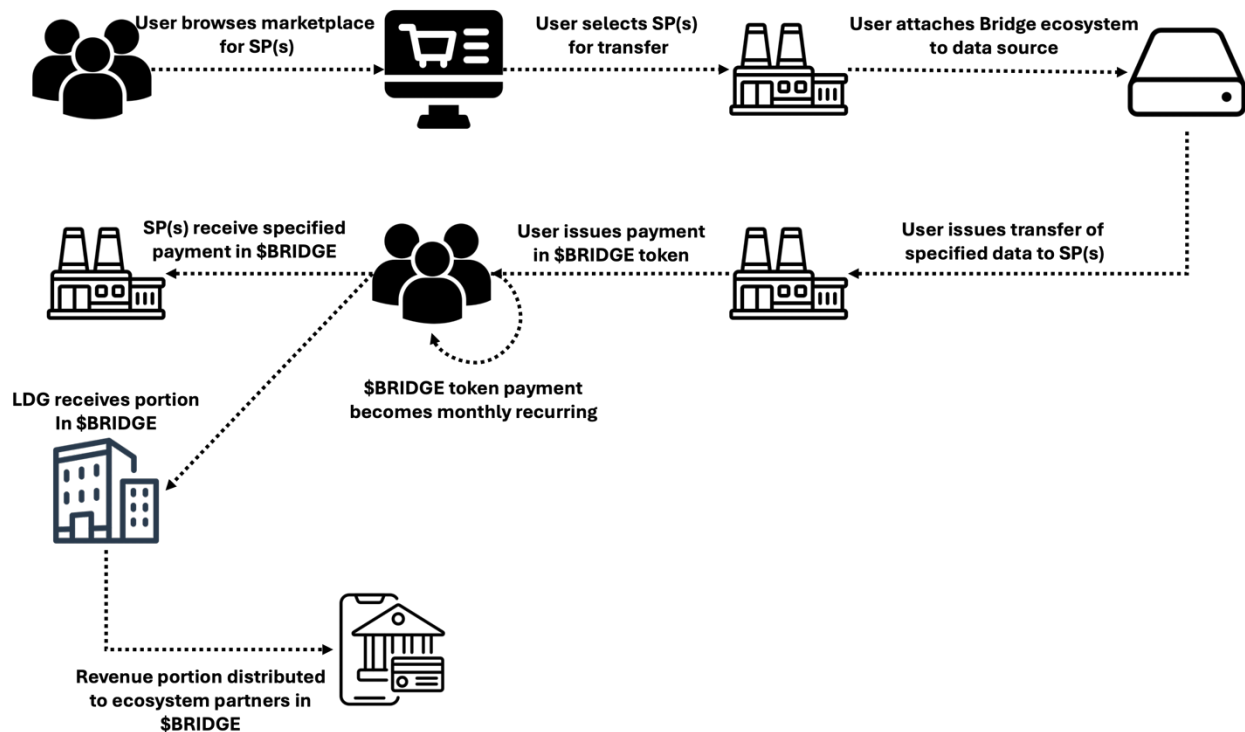 User browses marketplace
for SP(s)
User selects SP(s)
for transfer
User attaches Bridge ecosystem
to data source
SP(s) receive specified
payment in $BRIDGE
User issues payment
in $BRIDGE token
User issues transfer of
specified data to SP(s)
$BRIDGE token payment
becomes monthly recurring
LDG receives portion
In $BRIDGE
Revenue portion distributed
to ecosystem partners in
$BRIDGE